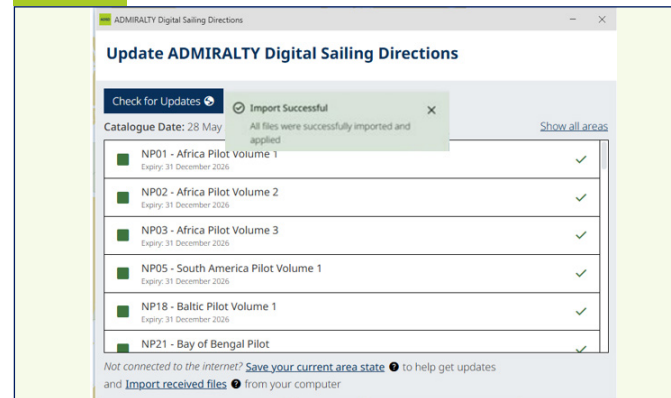 ADMIRALTY Digital Sailing Directions
Update ADMIRALTY Digital Sailing Directions
Check for Updates
Import Successful
All files were successfully imported and
applied
Catalogue Date: 28 May
Show all areas
NP01 - Africa Pilot Volume 1
Expiry: 31 December 2026
NP02 - Africa Pilot Volume 2
Expiry: 31 December 2026
NP03 - Africa Pilot Volume 3
Expiry: 31 December 2026
NP05 - South America Pilot Volume 1
Expiry: 31 December 2026
NP18 - Baltic Pilot Volume 1
Expiry: 31 December 2026
NP21 - Bay of Bengal Pilot
Not connected to the internet? Save your current area state ? to help get updates
and Import received files ? from your computer